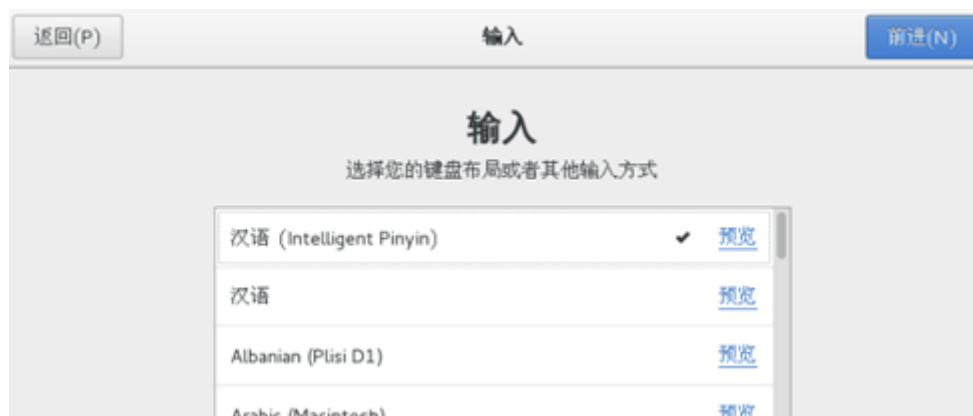 返回(P) 输入 前进(N)
输入
选择您的键盘布局或者其他输入方式
汉语 (Intelligent Pinyin) ✔ 预览
汉语 预览
Albanian (Plisi D1) 预览
Arabic (Macintosh) 预览